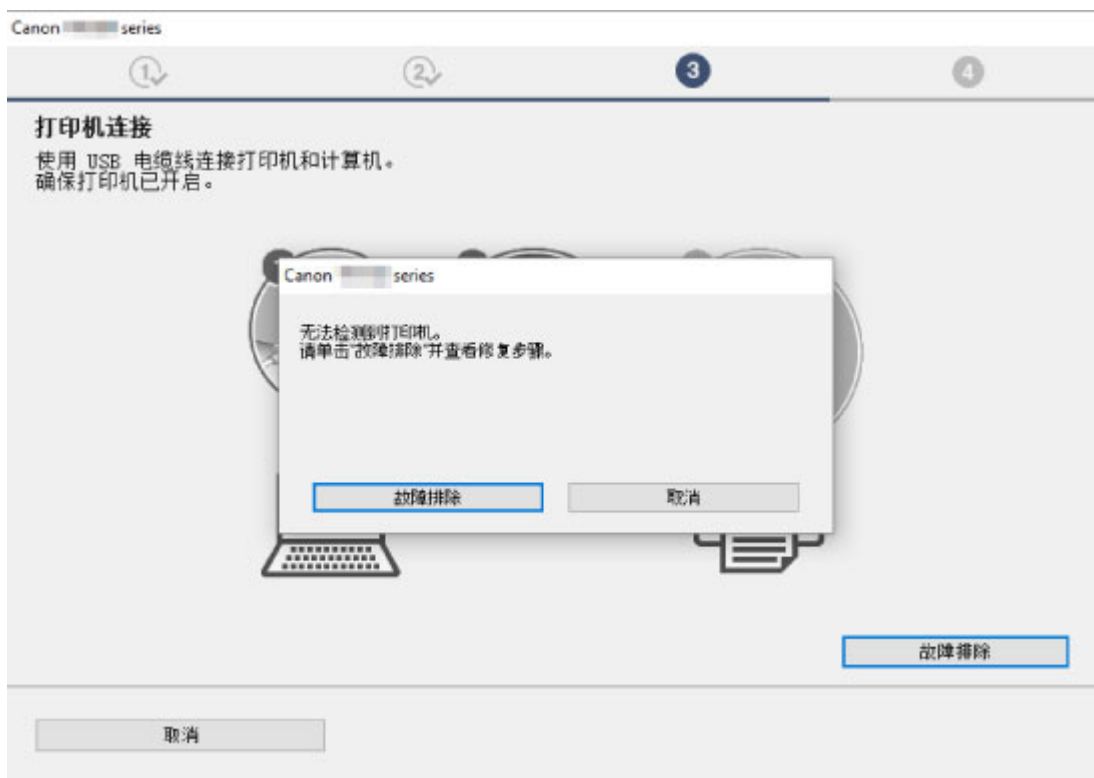 Canon series
1
2
3
4
打印机连接
使用 USB 电缆线连接打印机和计算机。
确保打印机已开启。
Canon series
无法检测到打印机。
请单击"故障排除"并查看修复步骤。
故障排除
取消
故障排除
取消